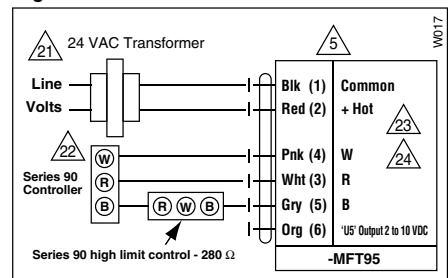 W017
21 24 VAC Transformer
5
Line
Volts
Blk (1) Common
Red (2) + Hot
23
22
24
Series 90
Controller
W
R
B
R W B
Pnk (4) W
Wht (3) R
Gry (5) B
Org (6) 'U5' Output 2 to 10 VDC
Series 90 high limit control - 280 Ω
-MFT95